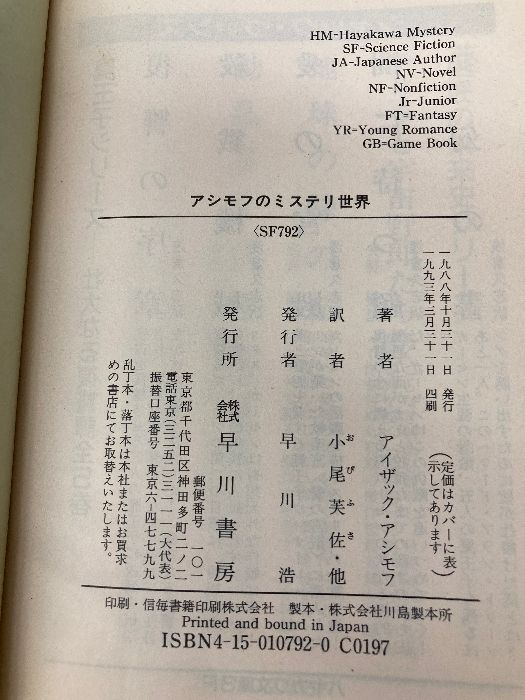 HM-Hayakawa Mystery
SF-Science Fiction
JA-Japanese Author
NV-Novel
NF-Nonfiction
Jr-Junior
FT-Fantasy
YR-Young Romance
GB=Game Book
アシモフのミステリ世界
〈SF792〉
一九八八年十月三十一日 発行
一九九三年三月三十一日 四刷
(定価はカバーに表示してあります)
著者 アイザック・アシモフ
訳者 小尾芙佐・他
おびふさ
発行者 早川浩
発行所 株式会社 早川書房
郵便番号 一〇一
東京都千代田区神田多町二ノ二
電話東京(三二五二)三一一一(大代表)
振替口座番号 東京六-四七七九九
乱丁本・落丁本は本社またはお買求
めの書店にてお取替えいたします。
印刷・信毎書籍印刷株式会社 製本・株式会社川島製本所
Printed and bound in Japan
ISBN4-15-010792-0 C0197